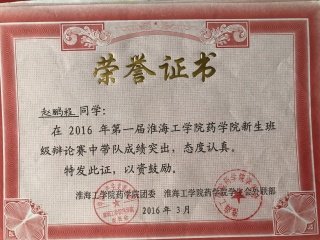 荣誉证书
赵鹏程 同学：
在 2016 年第一届淮海工学院药学院新生班
级辩论赛中带队成绩突出，态度认真。
特发此证，以资鼓励。
淮海工学院药学院团委 淮海工学院药学院学生会外联部
2016 年 3 月